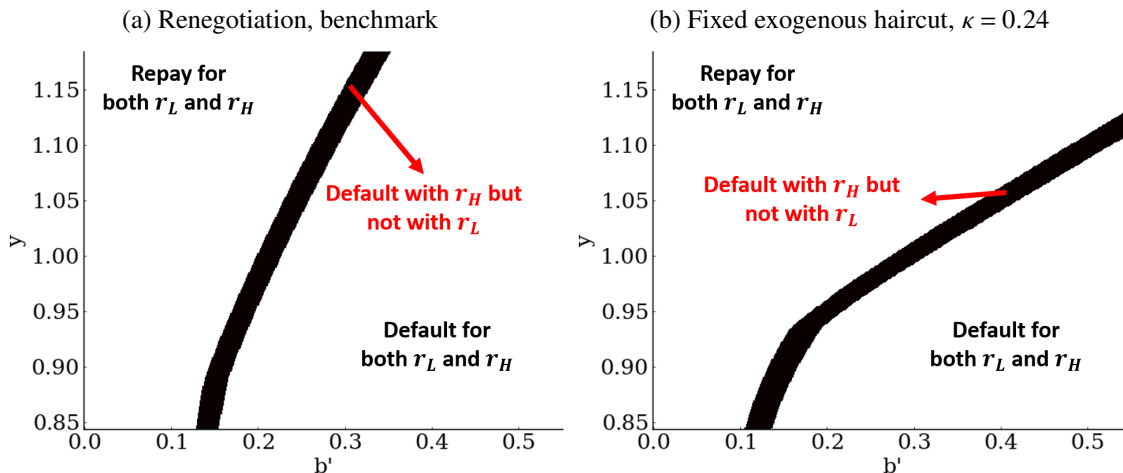 (a) Renegotiation, benchmark
Repay for
both r_L and r_H
Default with r_H but
not with r_L
Default for
both r_L and r_H
y
1.15
1.10
1.05
1.00
0.95
0.90
0.85
0.0 0.1 0.2 0.3 0.4 0.5
b'
(b) Fixed exogenous haircut, κ = 0.24
Repay for
both r_L and r_H
Default with r_H but
not with r_L
Default for
both r_L and r_H
y
1.15
1.10
1.05
1.00
0.95
0.90
0.85
0.0 0.1 0.2 0.3 0.4 0.5
b'